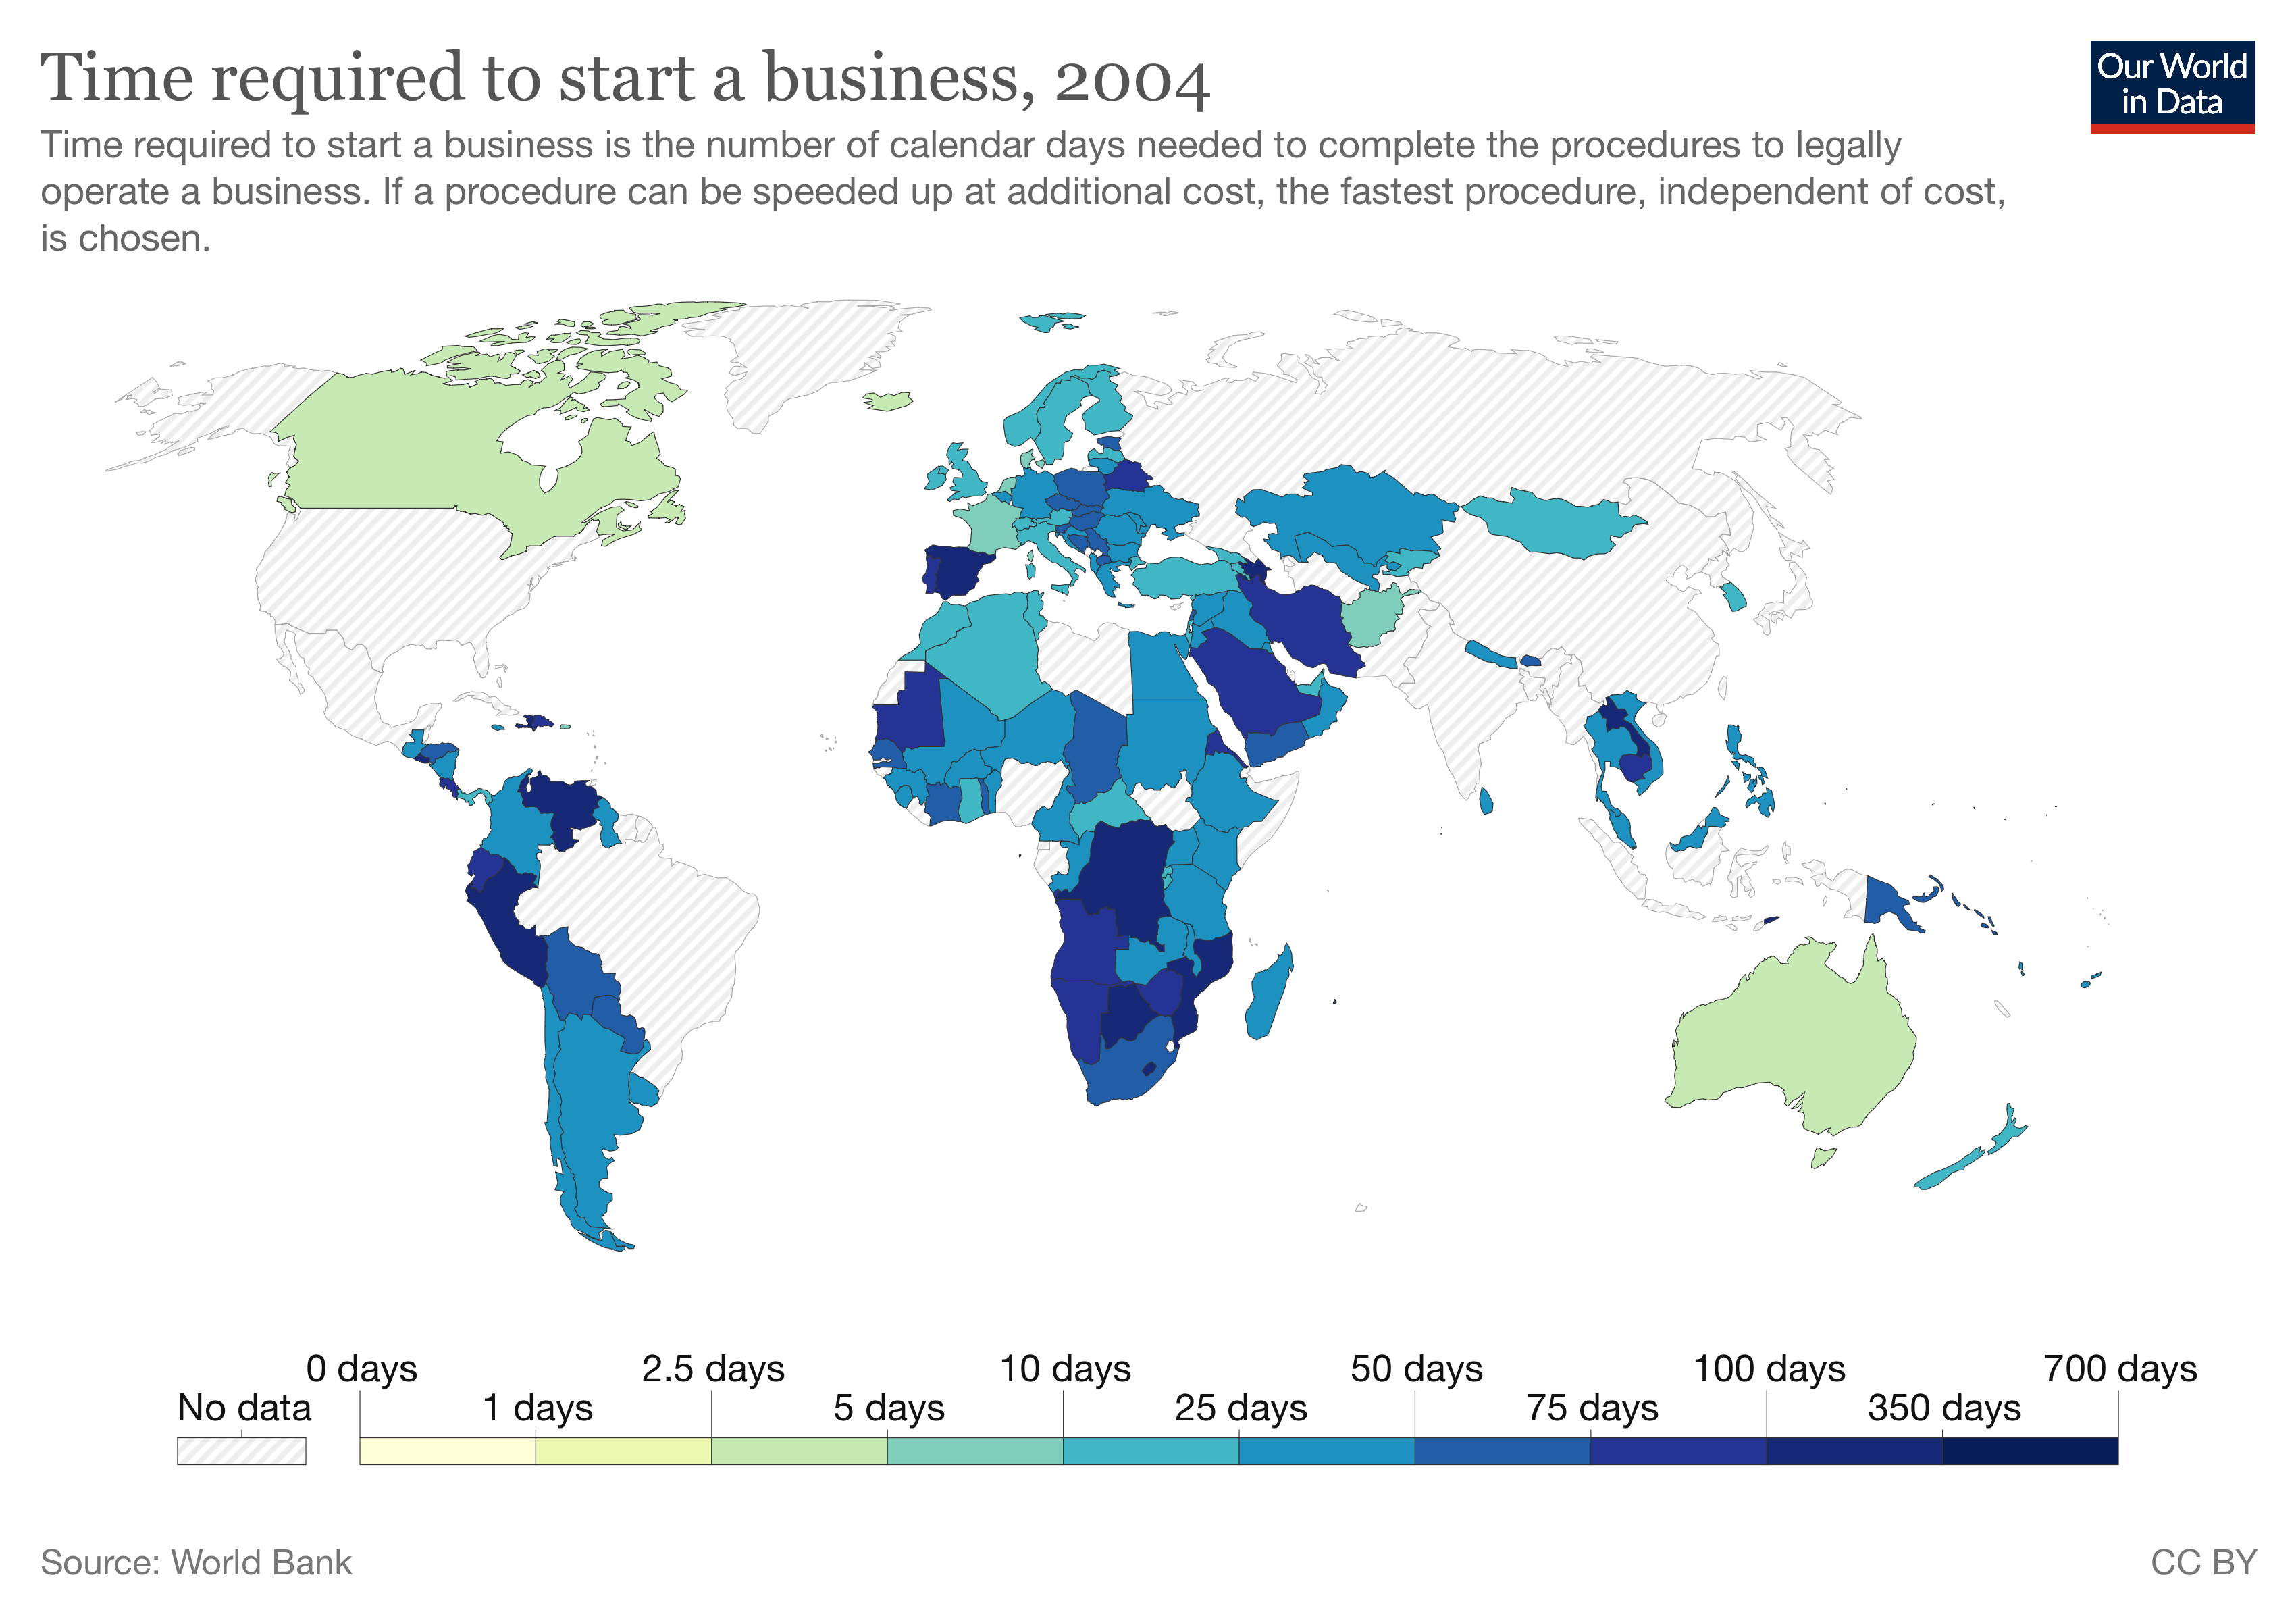 Time required to start a business, 2004
Our World
in Data
Time required to start a business is the number of calendar days needed to complete the procedures to legally
operate a business. If a procedure can be speeded up at additional cost, the fastest procedure, independent of cost,
is chosen.
0 days 2.5 days 10 days 50 days 100 days 700 days
No data 1 days 5 days 25 days 75 days 350 days
Source: World Bank
CC BY